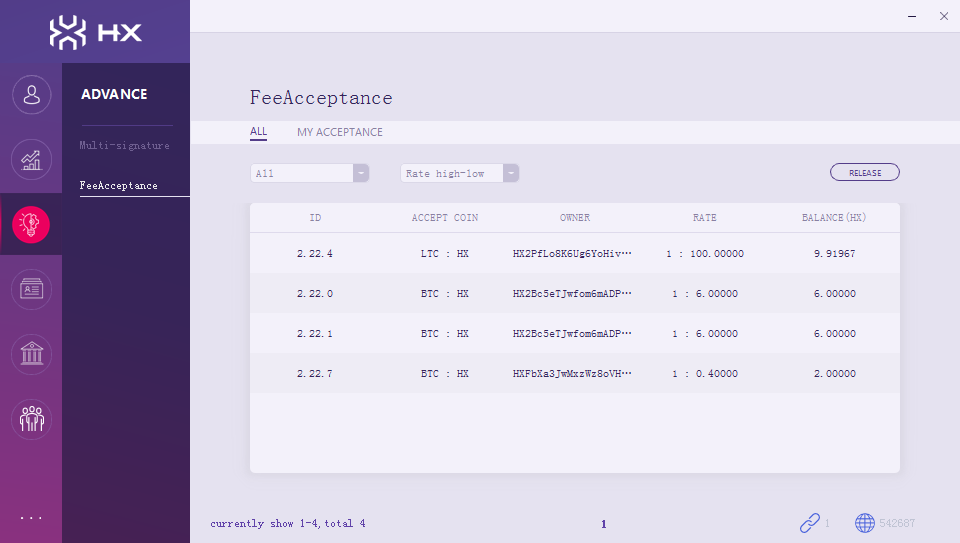 HX
ADVANCE
Multi-signature
FeeAcceptance
FeeAcceptance
ALL MY ACCEPTANCE
All Rate high-low RELEASE
ID ACCEPT COIN OWNER RATE BALANCE(HX)
2.22.4 LTC : HX HX2PfLo8K6Ug6YoHiv··· 1 : 100.00000 9.91967
2.22.0 BTC : HX HX2Bc5eTJwfom6mADP··· 1 : 6.00000 6.00000
2.22.1 BTC : HX HX2Bc5eTJwfom6mADP··· 1 : 6.00000 6.00000
2.22.7 BTC : HX HXFbXa3JwMxzWz8oVH··· 1 : 0.40000 2.00000
currently show 1-4,total 4 1 1 542687